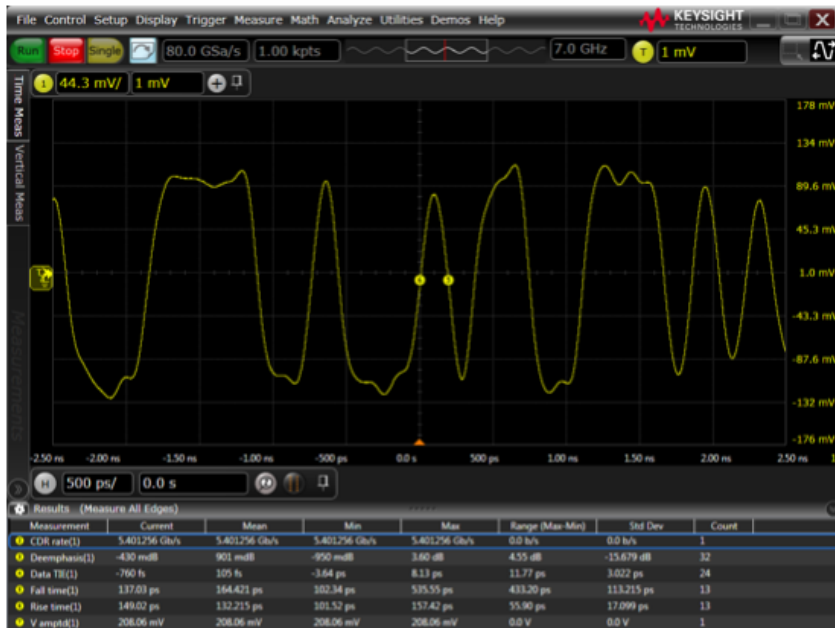 File Control Setup Display Trigger Measure Math Analyze Utilities Demos Help
KEYSIGHT
TECHNOLOGIES
Run Stop Single 80.0 GSa/s 1.00 kpts 7.0 GHz T 1 mV
1 44.3 mV/ 1 mV
Time Meas
Vertical Meas
Measurements
178 mV
134 mV
89.6 mV
45.3 mV
1.0 mV
-43.3 mV
-87.6 mV
-132 mV
-176 mV
-2.50 ns -2.00 ns -1.50 ns -1.00 ns -500 ps 0.0 s 500 ps 1.00 ns 1.50 ns 2.00 ns 2.50 ns
H 500 ps/ 0.0 s
Results (Measure All Edges)
Measurement Current Mean Min Max Range (Max-Min) Std Dev Count
CDR rate(1) 5.401256 Gb/s 5.401256 Gb/s 5.401256 Gb/s 5.401256 Gb/s 0.0 b/s 0.0 b/s 1
Deemphasis(1) -430 mdB 901 mdB -950 mdB 3.60 dB 4.55 dB -15.679 dB 32
Data TIE(1) -760 fs 105 fs -3.64 ps 8.13 ps 11.77 ps 3.022 ps 24
Fall time(1) 137.03 ps 164.421 ps 102.34 ps 535.55 ps 433.20 ps 113.215 ps 13
Rise time(1) 149.02 ps 132.215 ps 101.52 ps 157.42 ps 55.90 ps 17.099 ps 13
V amptd(1) 208.06 mV 208.06 mV 208.06 mV 208.06 mV 0.0 V 0.0 V 1